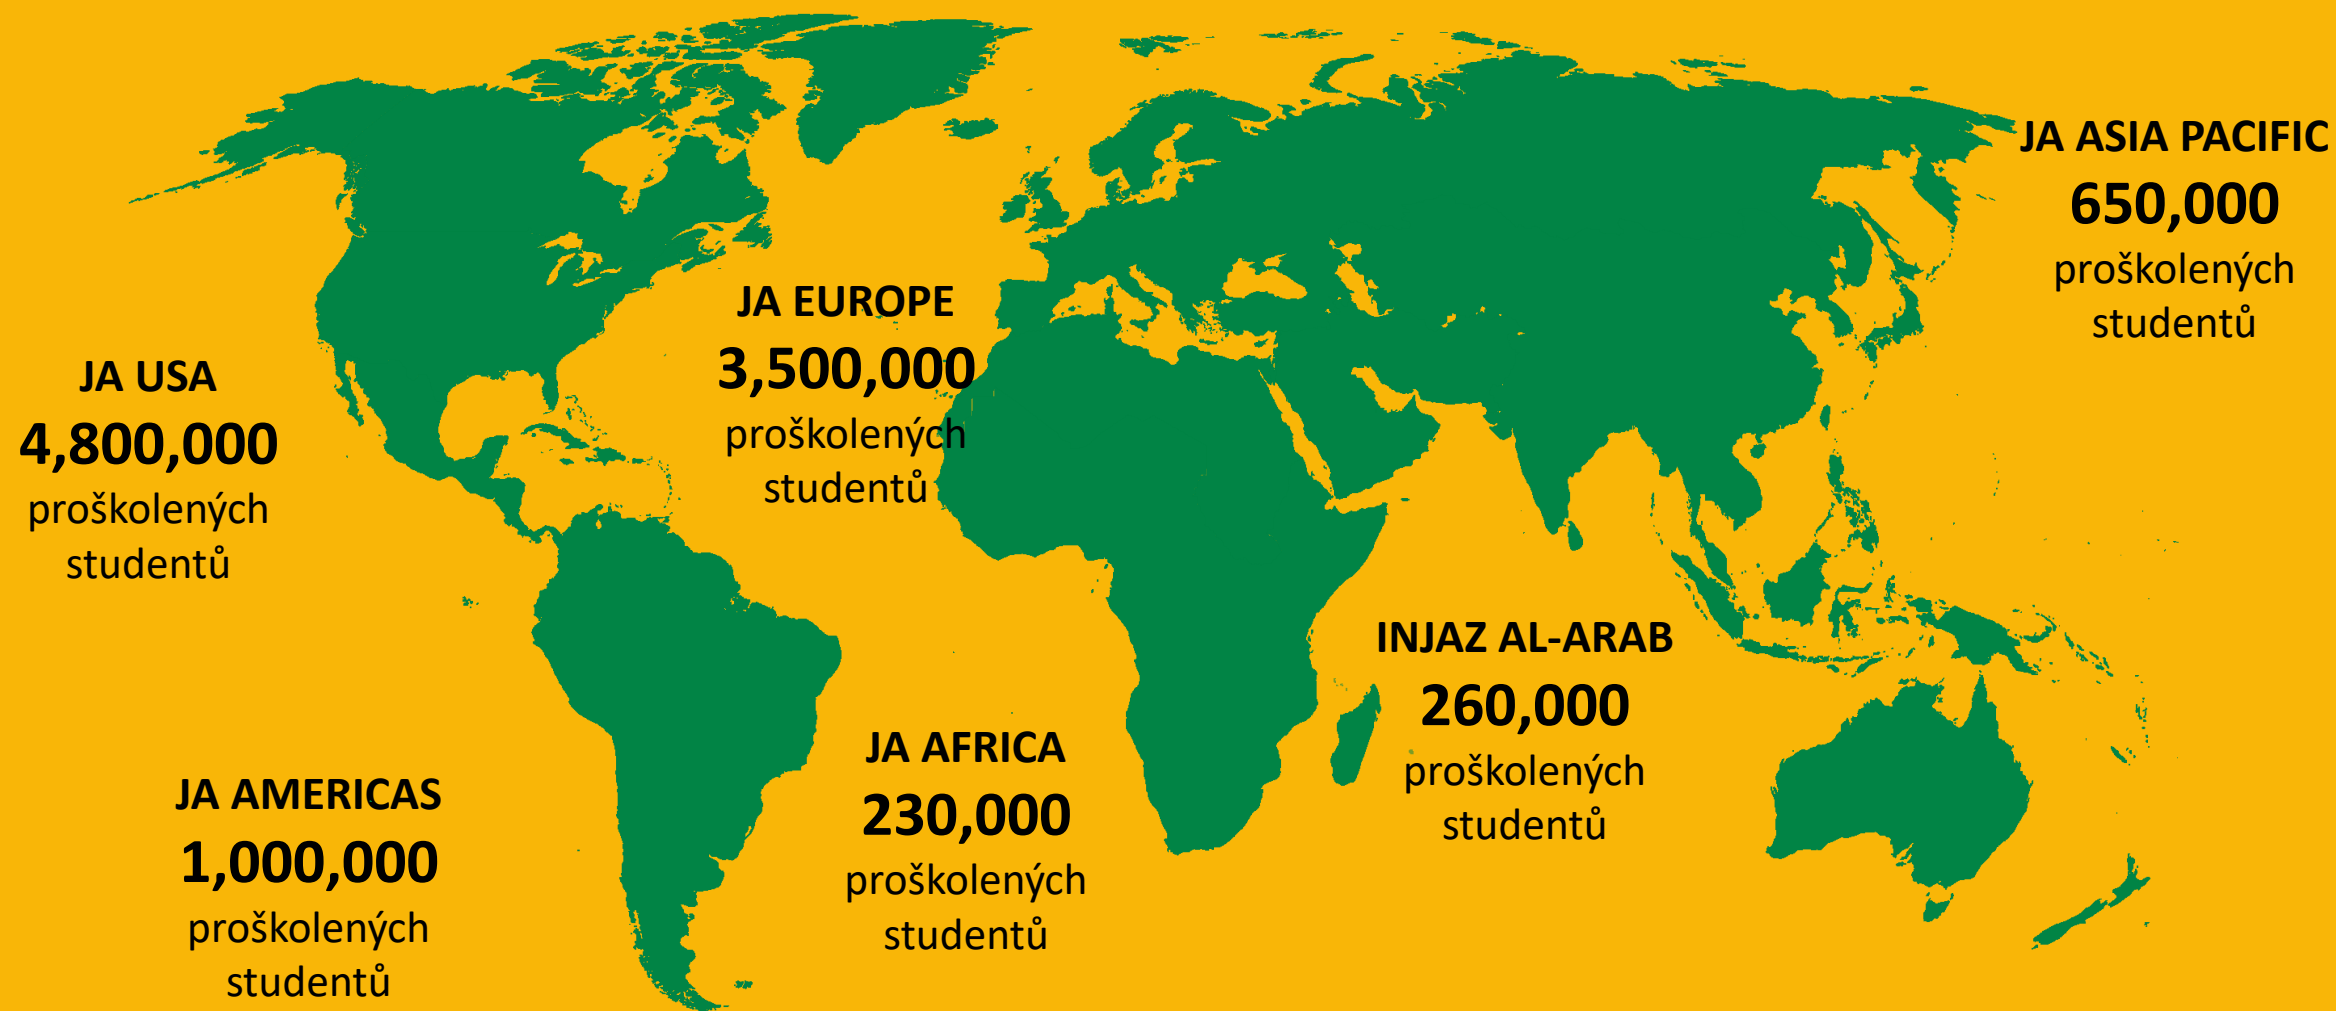 JA ASIA PACIFIC
650,000
proškolených
studentů
JA EUROPE
3,500,000
proškolených
studentů
JA USA
4,800,000
proškolených
studentů
INJAZ AL-ARAB
260,000
proškolených
studentů
JA AFRICA
230,000
proškolených
studentů
JA AMERICAS
1,000,000
proškolených
studentů